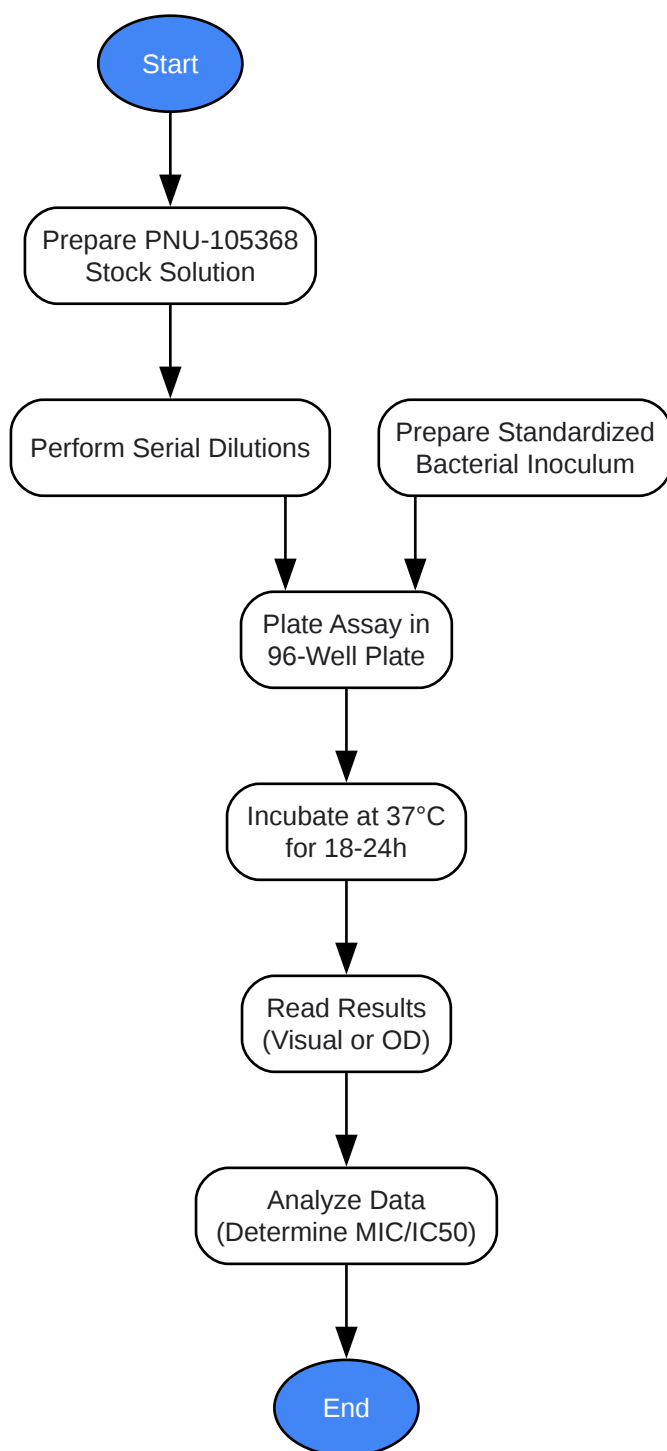 Start
Prepare PNU-105368
Stock Solution
Perform Serial Dilutions
Prepare Standardized
Bacterial Inoculum
Plate Assay in
96-Well Plate
Incubate at 37°C
for 18-24h
Read Results
(Visual or OD)
Analyze Data
(Determine MIC/IC50)
End